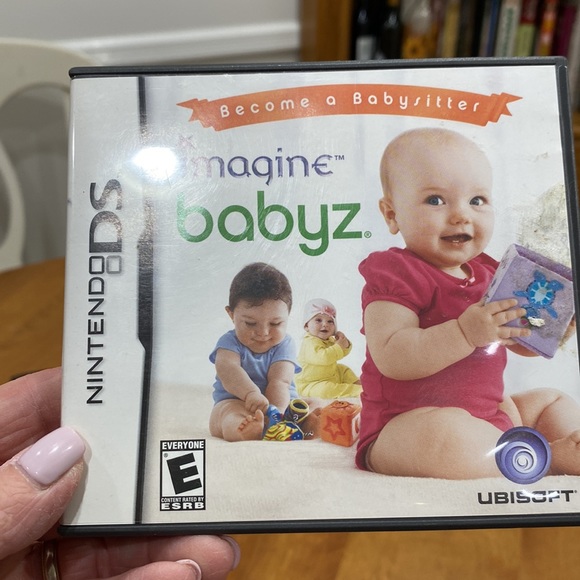 Become a Babysitter
imagine™
babyz®
NINTENDO DS
EVERYONE
E
CONTENT RATED BY
ESRB
UBISOFT